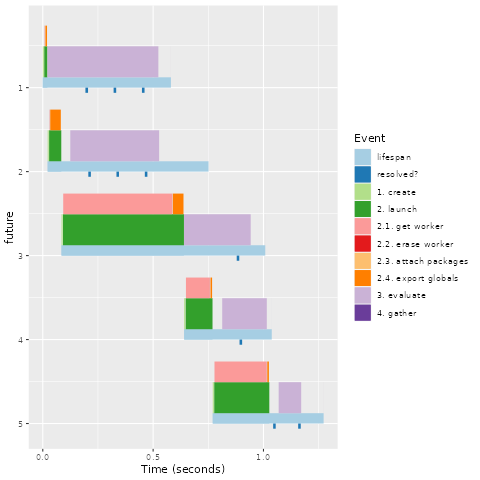 future
1
2
3
4
5
0.0
0.5
1.0
Time (seconds)
Event
lifespan
resolved?
1. create
2. launch
2.1. get worker
2.2. erase worker
2.3. attach packages
2.4. export globals
3. evaluate
4. gather